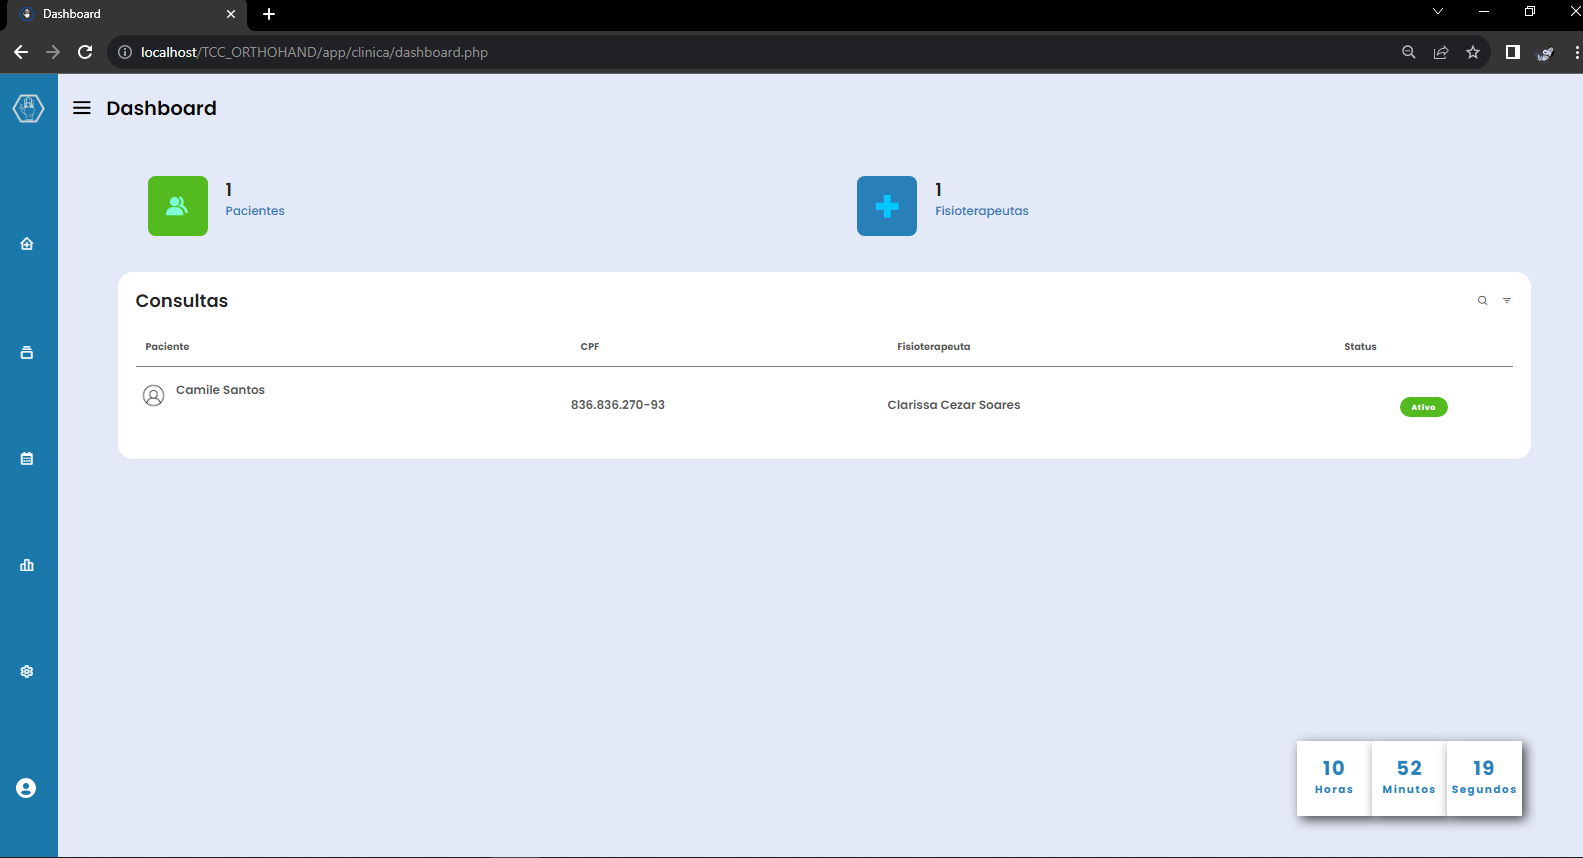 Dashboard
localhost/TCC_ORTHOHAND/app/clinica/dashboard.php
Dashboard
1
Pacientes
1
Fisioterapeutas
Consultas
Paciente CPF Fisioterapeuta Status
Camile Santos
836.836.270-93 Clarissa Cezar Soares Ativo
10 52 19
Horas Minutos Segundos